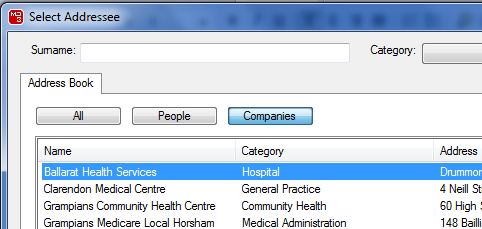 Select Addressee
Surname: Category:
Address Book
All People Companies
Name Category Address
Ballarat Health Services Hospital Drummon
Clarendon Medical Centre General Practice 4 Neill St
Grampians Community Health Centre Community Health 60 High S
Grampians Medicare Local Horsham Medical Administration 148 Bailli